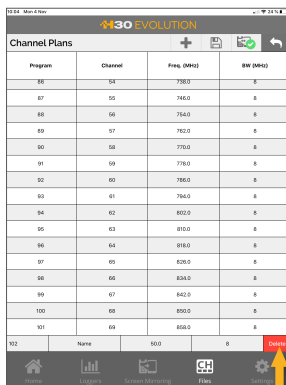 10:04 Mon 4 Nov 24 %
H30 EVOLUTION
Channel Plans
Program Channel Freq. (MHz) BW (MHz)
86 54 738.0 8
87 55 746.0 8
88 56 754.0 8
89 57 762.0 8
90 58 770.0 8
91 59 778.0 8
92 60 786.0 8
93 61 794.0 8
94 62 802.0 8
95 63 810.0 8
96 64 818.0 8
97 65 826.0 8
98 66 834.0 8
99 67 842.0 8
100 68 850.0 8
101 69 858.0 8
102 Name 50.0 8 Delete
Home Loggers Screen Mirroring CH Files Settings